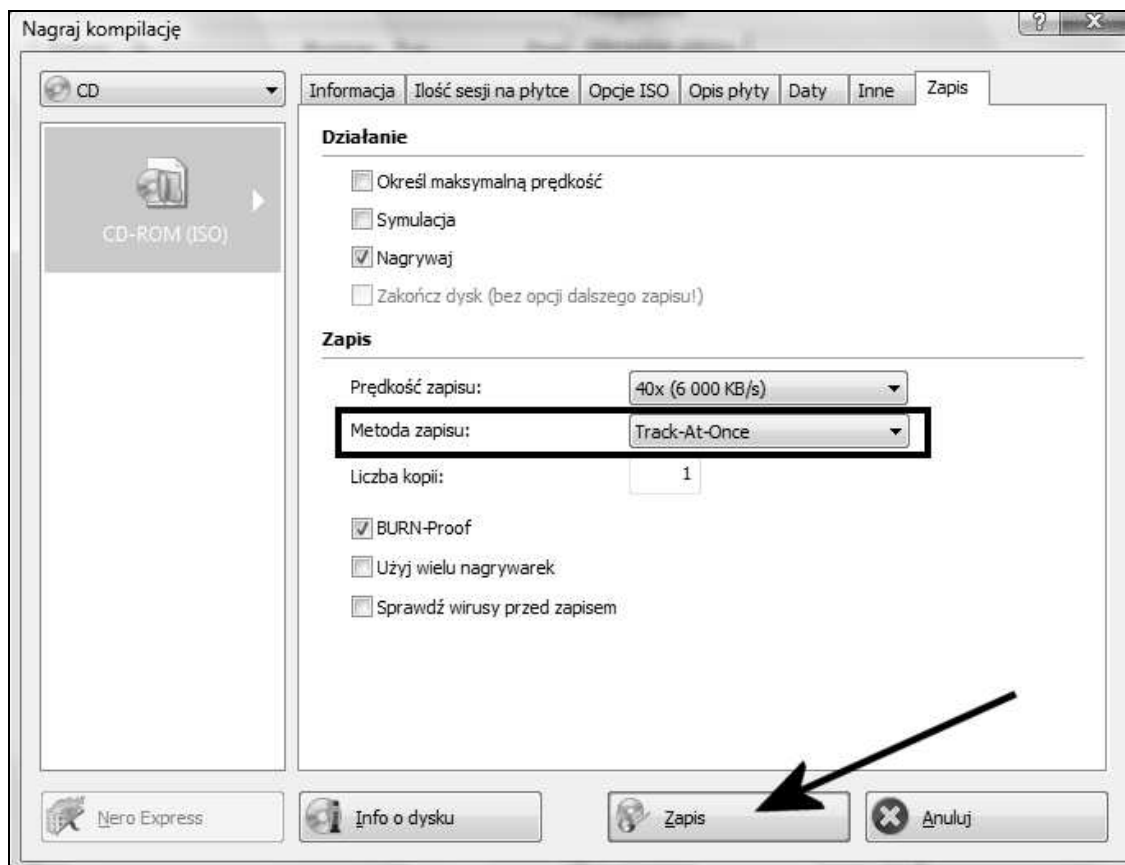 Nagraj kompilację
CD
Informacja Ilość sesji na płytce Opcje ISO Opis płyty Daty Inne Zapis
CD-ROM (ISO)
Działanie
Określ maksymalną prędkość
Symulacja
Nagrywaj
Zakończ dysk (bez opcji dalszego zapisu!)
Zapis
Prędkość zapisu: 40x (6 000 KB/s)
Metoda zapisu: Track-At-Once
Liczba kopii: 1
BURN-Proof
Użyj wielu nagrywarek
Sprawdź wirusy przed zapisem
Nero Express Info o dysku Zapis Anuluj